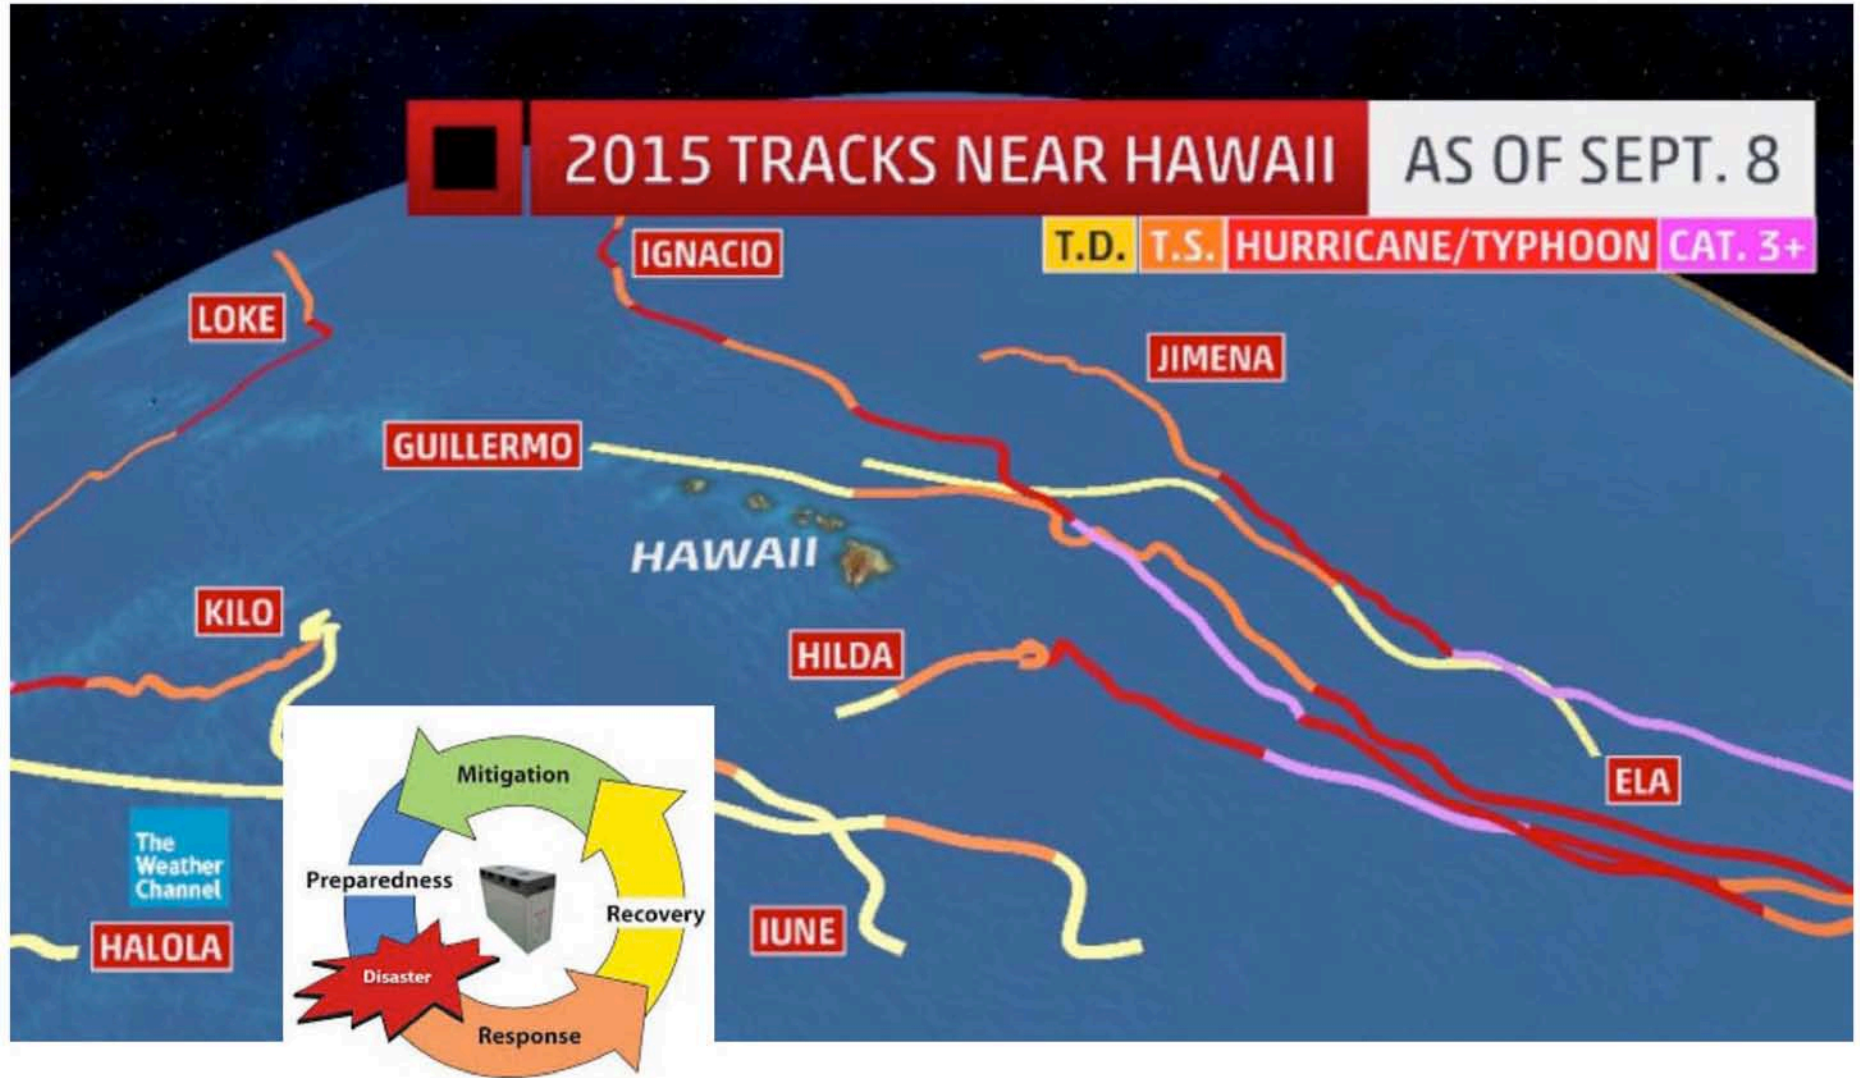 2015 TRACKS NEAR HAWAII AS OF SEPT. 8
T.D. T.S. HURRICANE/TYPHOON CAT. 3+
IGNACIO
LOKE
JIMENA
GUILLERMO
HAWAII
KILO
HILDA
ELA
The
Weather
Channel
HALOLA
IUNE
Mitigation
Preparedness
Recovery
Disaster
Response